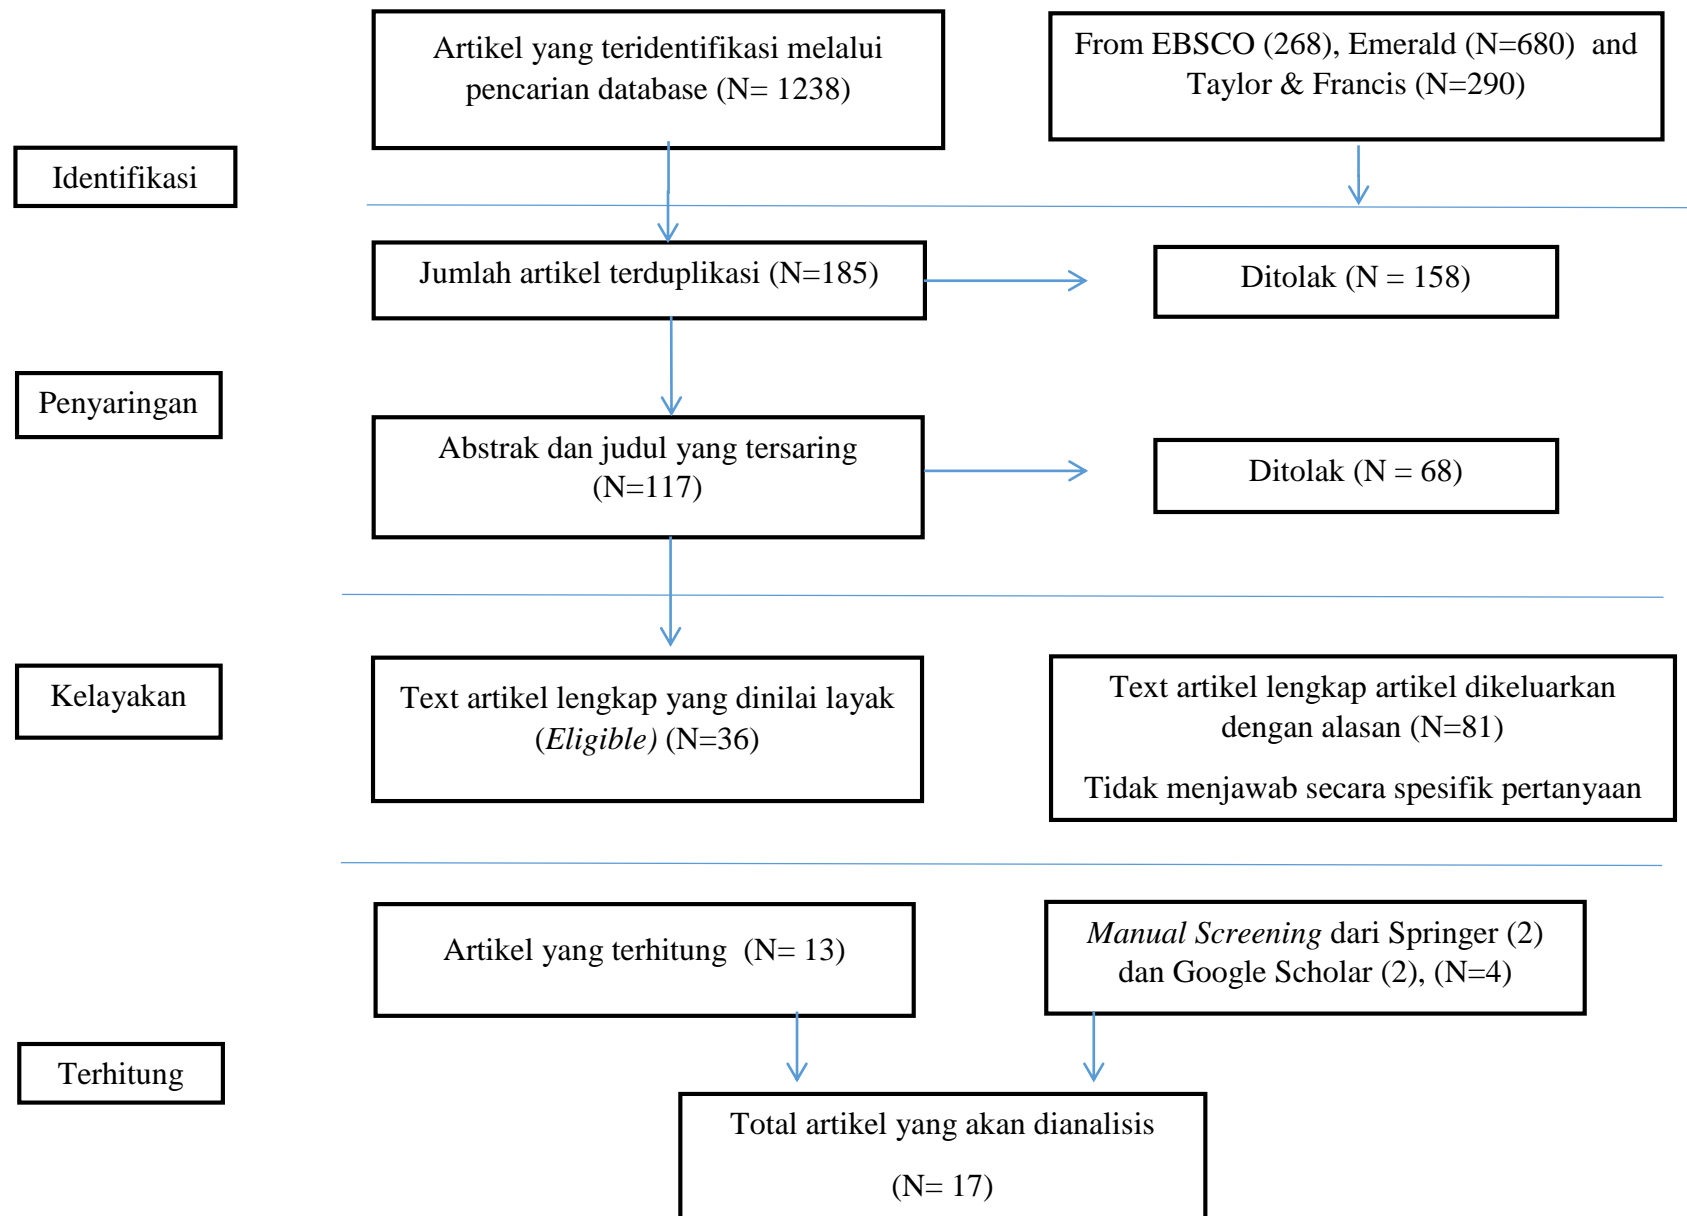 Artikel yang teridentifikasi melalui
pencarian database (N= 1238)
From EBSCO (268), Emerald (N=680) and
Taylor & Francis (N=290)
Identifikasi
Jumlah artikel terduplikasi (N=185)
Ditolak (N = 158)
Penyaringan
Abstrak dan judul yang tersaring
(N=117)
Ditolak (N = 68)
Kelayakan
Text artikel lengkap yang dinilai layak
(Eligible) (N=36)
Text artikel lengkap artikel dikeluarkan
dengan alasan (N=81)
Tidak menjawab secara spesifik pertanyaan
Artikel yang terhitung (N= 13)
Manual Screening dari Springer (2)
dan Google Scholar (2), (N=4)
Terhitung
Total artikel yang akan dianalisis
(N= 17)